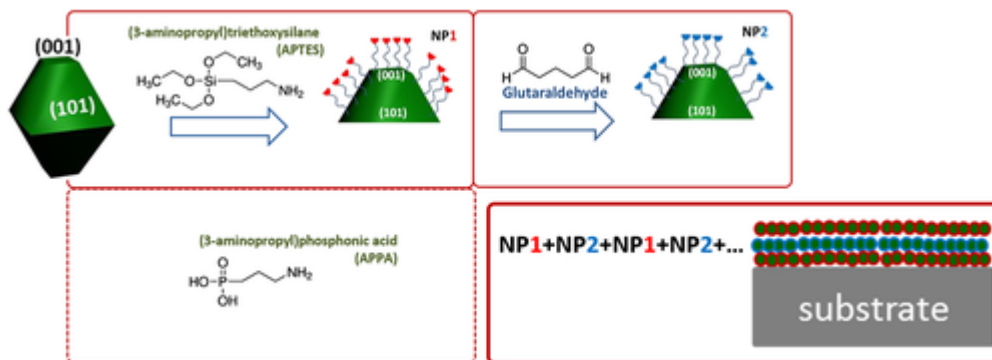 (001)
(101)
(3-aminopropyl)triethoxysilane
(APTES)
O CH₃
H₃C O Si NH₂
H₃C O
NP1
(001)
(101)
O O
H H
Glutaraldehyde
NP2
(001)
(101)
(3-aminopropyl)phosphonic acid
(APPA)
O
HO-P NH₂
OH
NP1+NP2+NP1+NP2+...
substrate